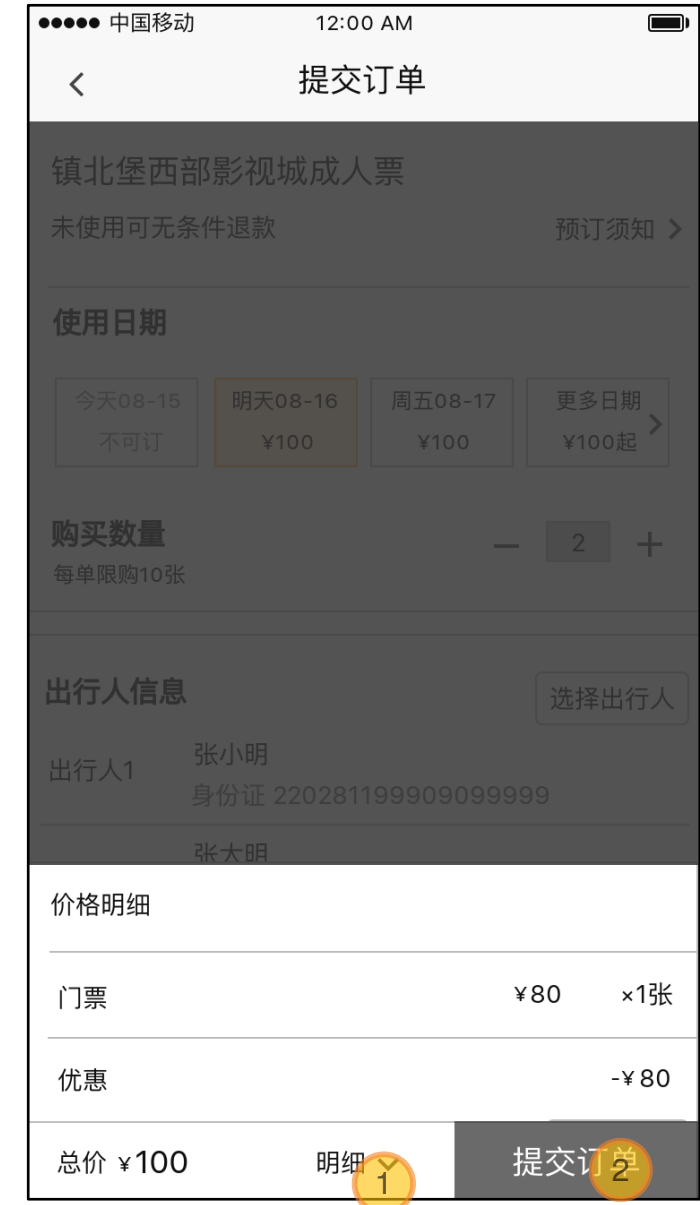 ●●●●● 中国移动 12:00 AM
提交订单
镇北堡西部影视城成人票
未使用可无条件退款 预订须知
使用日期
今天08-15 明天08-16 周五08-17 更多日期
不可订 ¥100 ¥100 ¥100起
购买数量 — 2 +
每单限购10张
出行人信息 选择出行人
张小明
出行人1
身份证 220281199909099999
张大明
价格明细
门票 ¥80 ×1张
优惠 -¥80
总价 ¥100 明细 提交订单
1 2